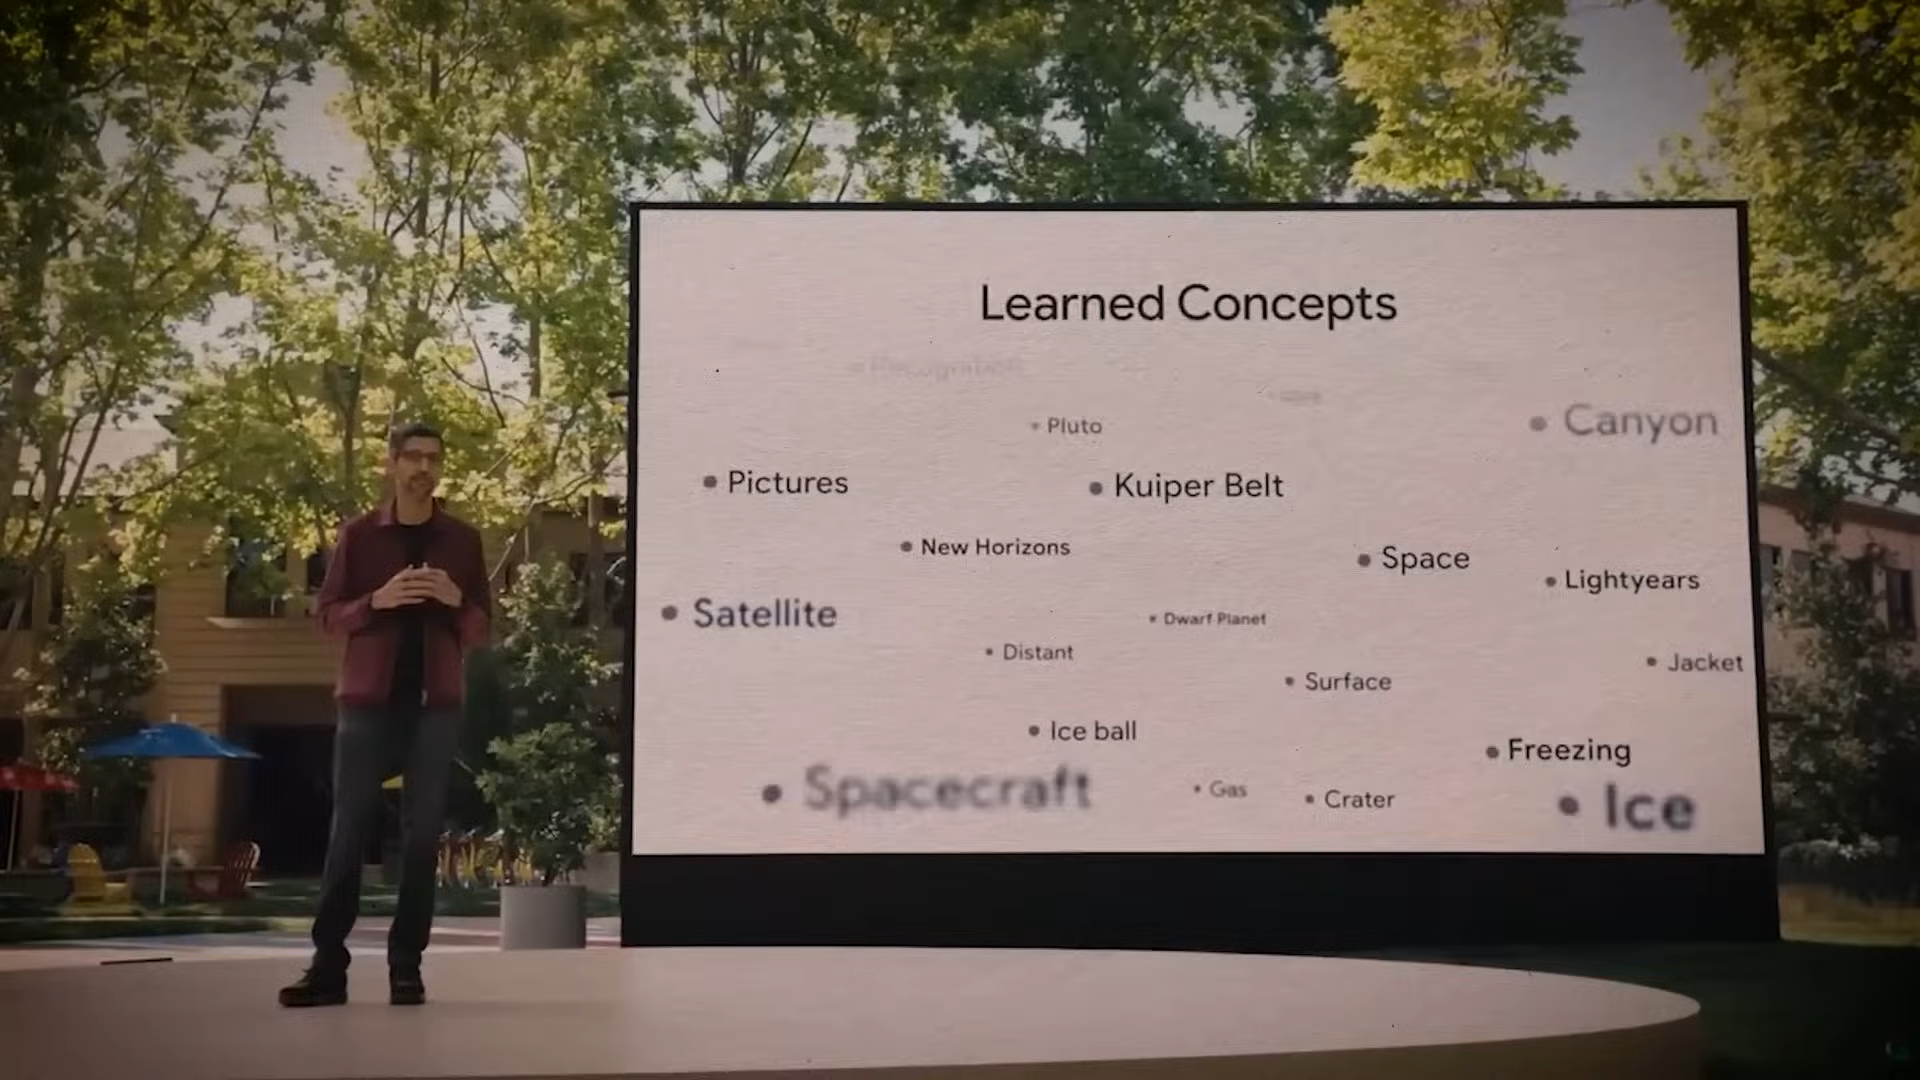 Learned Concepts
Recognition
Pluto
Canyon
Pictures
Kuiper Belt
New Horizons
Space
Lightyears
Satellite
Dwarf Planet
Distant
Jacket
Surface
Ice ball
Freezing
Spacecraft
Gas
Crater
Ice